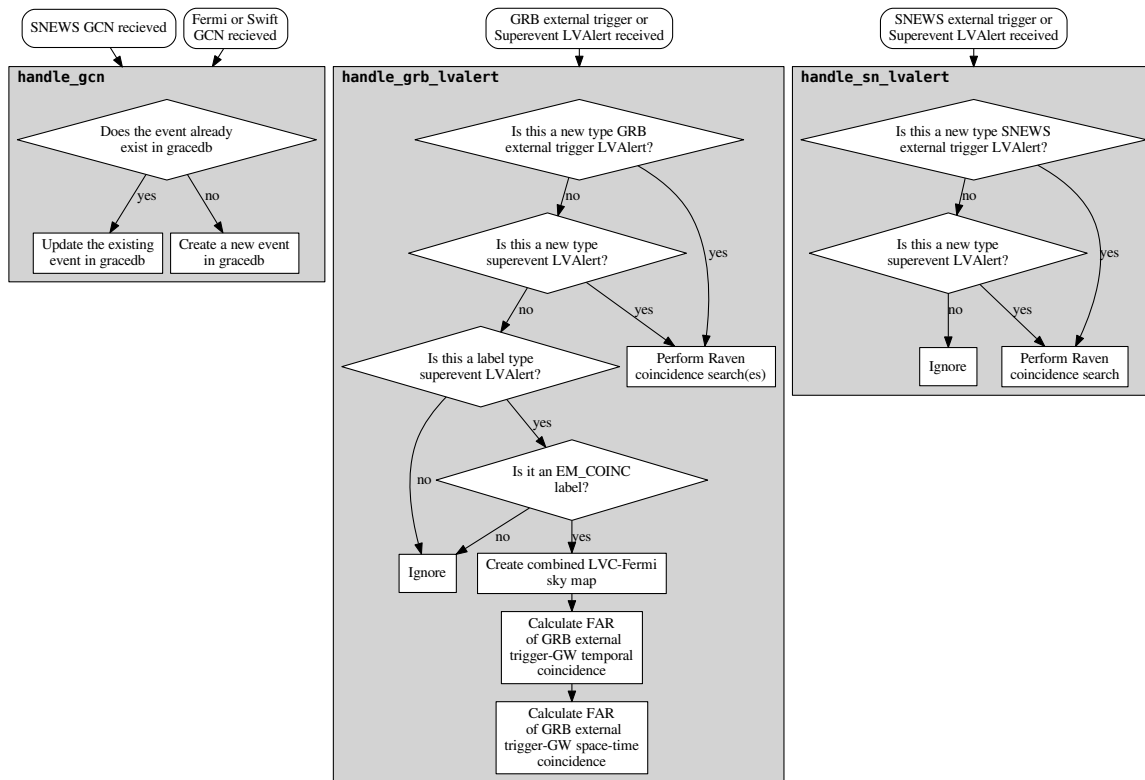 SNEWS GCN recieved
Fermi or Swift
GCN recieved
handle_gcn
Does the event already
exist in gracedb
yes
no
Update the existing
event in gracedb
Create a new event
in gracedb
GRB external trigger or
Superevent LVAlert received
handle_grb_lvalert
Is this a new type GRB
external trigger LVAlert?
no
yes
Is this a new type
superevent LVAlert?
no
yes
Is this a label type
superevent LVAlert?
Perform Raven
coincidence search(es)
yes
no
Is it an EM_COINC
label?
no
yes
Ignore
Create combined LVC-Fermi
sky map
Calculate FAR
of GRB external
trigger-GW temporal
coincidence
Calculate FAR
of GRB external
trigger-GW space-time
coincidence
SNEWS external trigger or
Superevent LVAlert received
handle_sn_lvalert
Is this a new type SNEWS
external trigger LVAlert?
no
yes
Is this a new type
superevent LVAlert?
no
yes
Ignore
Perform Raven
coincidence search